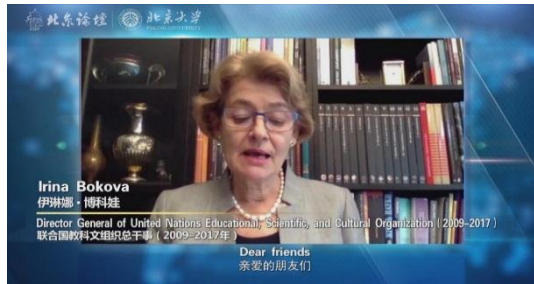 北京论坛
北京大学
PEKING UNIVERSITY
Irina Bokova
伊琳娜·博科娃
Director General of United Nations Educational, Scientific, and Cultural Organization（2009-2017）
联合国教科文组织总干事（2009-2017年）
Dear friends
亲爱的朋友们